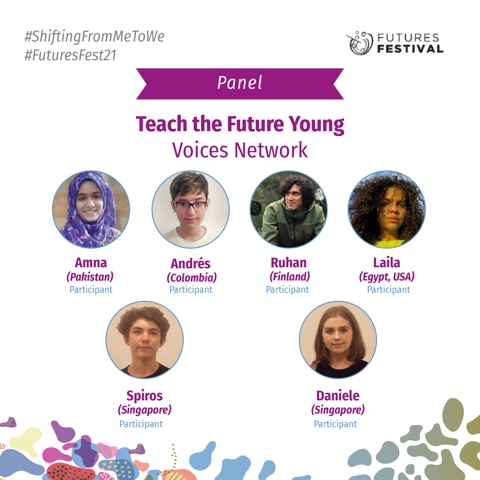 #ShiftingFromMeToWe
#FuturesFest21
FUTURES
FESTIVAL
Panel
Teach the Future Young
Voices Network
Amna
(Pakistan)
Participant
Andrés
(Colombia)
Participant
Ruhan
(Finland)
Participant
Laila
(Egypt, USA)
Participant
Spiros
(Singapore)
Participant
Daniele
(Singapore)
Participant